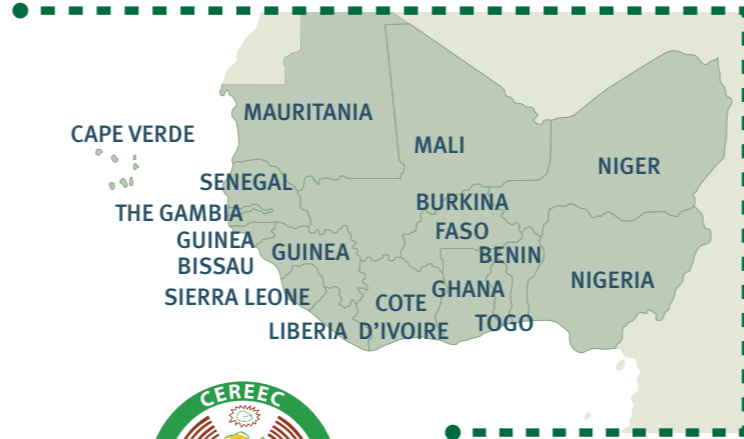 MAURITANIA
CAPE VERDE
MALI
NIGER
SENEGAL
BURKINA
FASO
THE GAMBIA
GUINEA
BISSAU
GUINEA
BENIN
NIGERIA
SIERRA LEONE
COTE
D'IVOIRE
GHANA
LIBERIA
TOGO
CEREEC